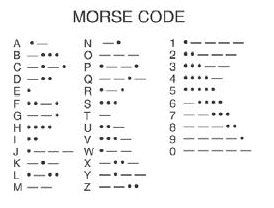 MORSE CODE
A •— N —• 1 •————
B —••• O ——— 2 ••———
C —•—• P •——• 3 •••——
D —•• Q ——•— 4 ••••—
E • R •—• 5 •••••
F ••—• S ••• 6 —••••
G ——• T — 7 ——•••
H •••• U ••— 8 ———••
I •• V •••— 9 ————•
J •——— W •—— 0 —————
K —•— X —••—
L •—•• Y —•——
M —— Z ——••